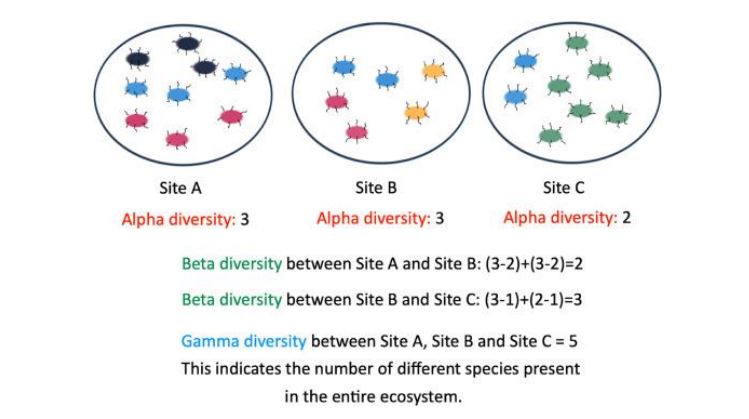 Site A
Site B
Site C
Alpha diversity: 3
Alpha diversity: 3
Alpha diversity: 2
Beta diversity between Site A and Site B: (3-2)+(3-2)=2
Beta diversity between Site B and Site C: (3-1)+(2-1)=3
Gamma diversity between Site A, Site B and Site C = 5
This indicates the number of different species present
in the entire ecosystem.